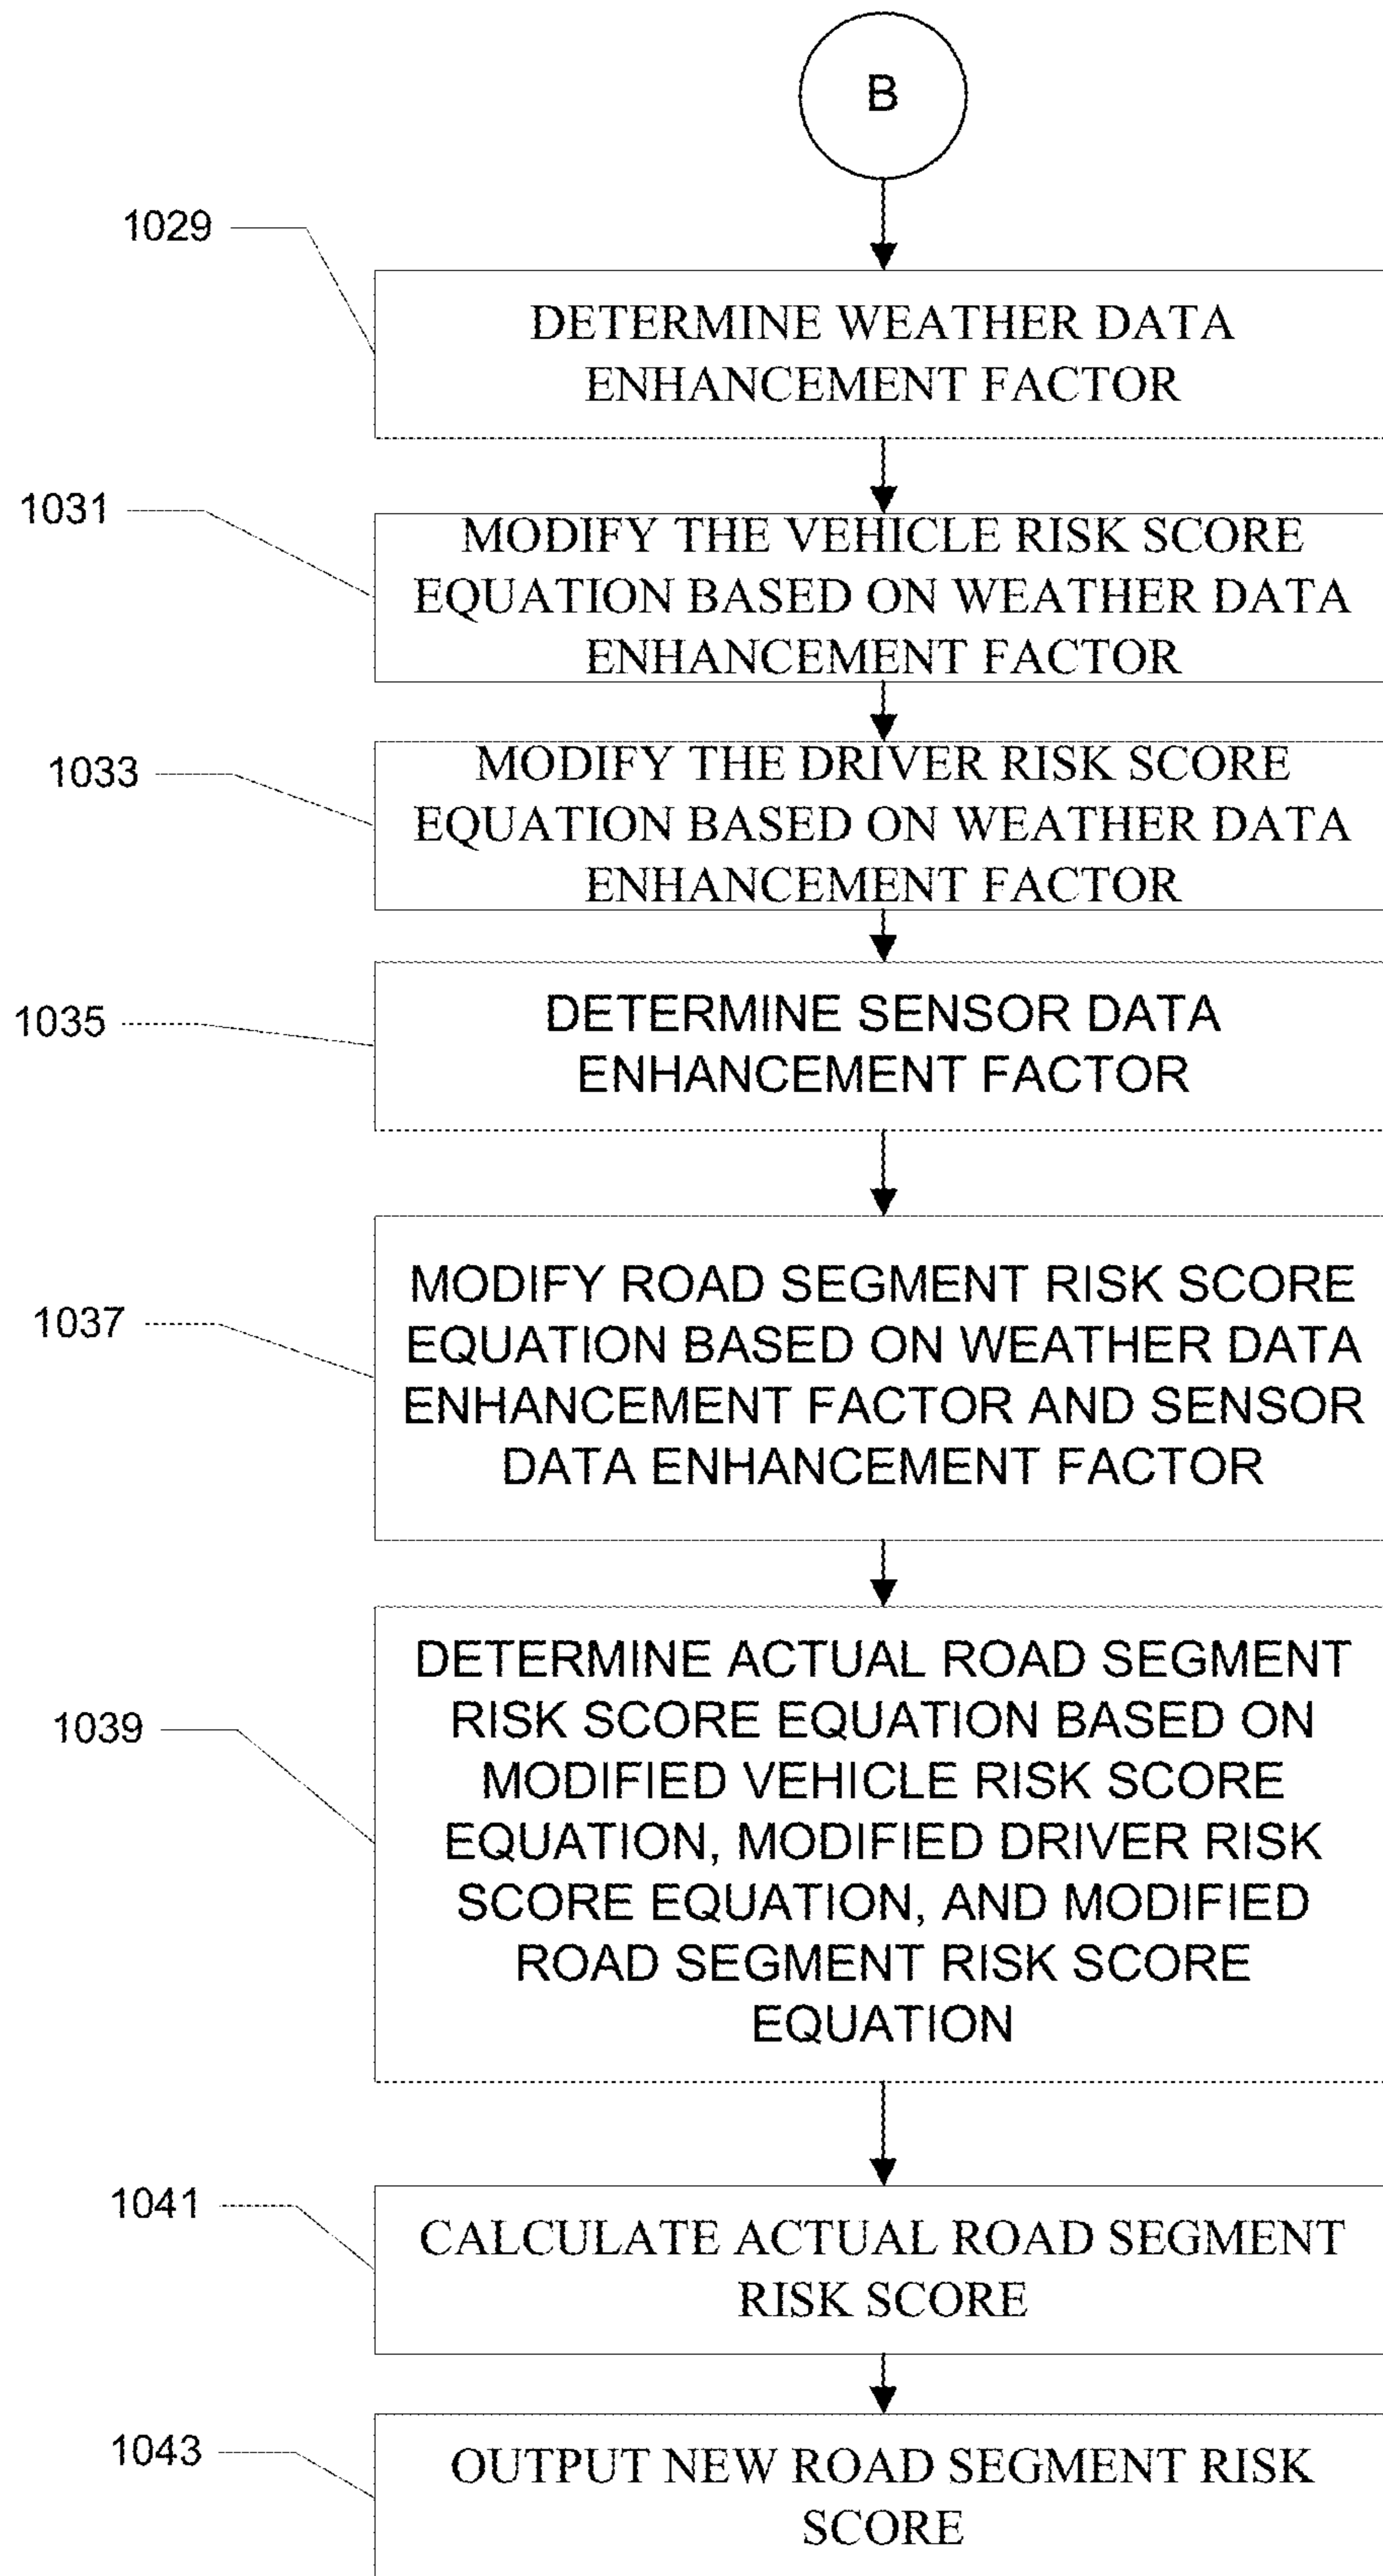 B
1029
DETERMINE WEATHER DATA
ENHANCEMENT FACTOR
1031
MODIFY THE VEHICLE RISK SCORE
EQUATION BASED ON WEATHER DATA
ENHANCEMENT FACTOR
1033
MODIFY THE DRIVER RISK SCORE
EQUATION BASED ON WEATHER DATA
ENHANCEMENT FACTOR
1035
DETERMINE SENSOR DATA
ENHANCEMENT FACTOR
1037
MODIFY ROAD SEGMENT RISK SCORE
EQUATION BASED ON WEATHER DATA
ENHANCEMENT FACTOR AND SENSOR
DATA ENHANCEMENT FACTOR
1039
DETERMINE ACTUAL ROAD SEGMENT
RISK SCORE EQUATION BASED ON
MODIFIED VEHICLE RISK SCORE
EQUATION, MODIFIED DRIVER RISK
SCORE EQUATION, AND MODIFIED
ROAD SEGMENT RISK SCORE
EQUATION
1041
CALCULATE ACTUAL ROAD SEGMENT
RISK SCORE
1043
OUTPUT NEW ROAD SEGMENT RISK
SCORE